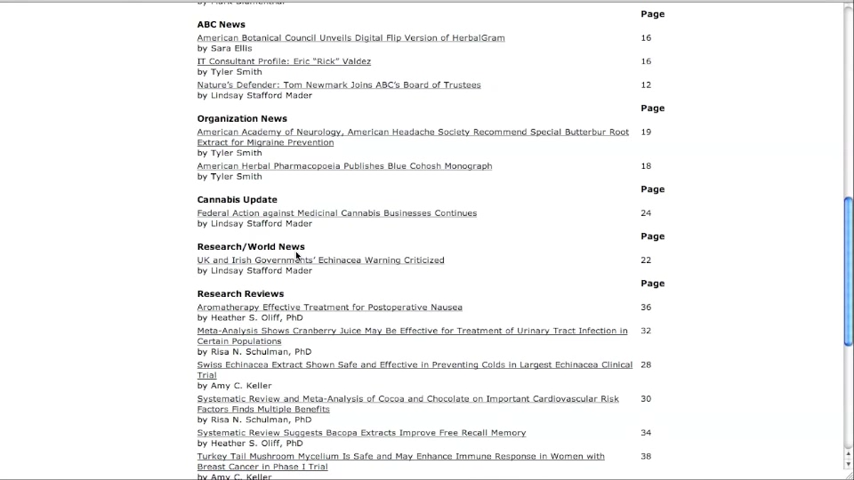 Page
ABC News
American Botanical Council Unveils Digital Flip Version of HerbalGram 16
by Sara Ellis
IT Consultant Profile: Eric "Rick" Valdez 16
by Tyler Smith
Nature's Defender: Tom Newmark Joins ABC's Board of Trustees 12
by Lindsay Stafford Mader
Page
Organization News
American Academy of Neurology, American Headache Society Recommend Special Butterbur Root 19
Extract for Migraine Prevention
by Tyler Smith
American Herbal Pharmacopoeia Publishes Blue Cohosh Monograph 18
by Tyler Smith
Page
Cannabis Update
Federal Action against Medicinal Cannabis Businesses Continues 24
by Lindsay Stafford Mader
Page
Research/World News
UK and Irish Governments' Echinacea Warning Criticized 22
by Lindsay Stafford Mader
Page
Research Reviews
Aromatherapy Effective Treatment for Postoperative Nausea 36
by Heather S. Oliff, PhD
Meta-Analysis Shows Cranberry Juice May Be Effective for Treatment of Urinary Tract Infection in 32
Certain Populations
by Risa N. Schulman, PhD
Swiss Echinacea Extract Shown Safe and Effective in Preventing Colds in Largest Echinacea Clinical 28
Trial
by Amy C. Keller
Systematic Review and Meta-Analysis of Cocoa and Chocolate on Important Cardiovascular Risk 30
Factors Finds Multiple Benefits
by Risa N. Schulman, PhD
Systematic Review Suggests Bacopa Extracts Improve Free Recall Memory 34
by Heather S. Oliff, PhD
Turkey Tail Mushroom Mycelium Is Safe and May Enhance Immune Response in Women with 38
Breast Cancer in Phase I Trial
by Amy C. Keller